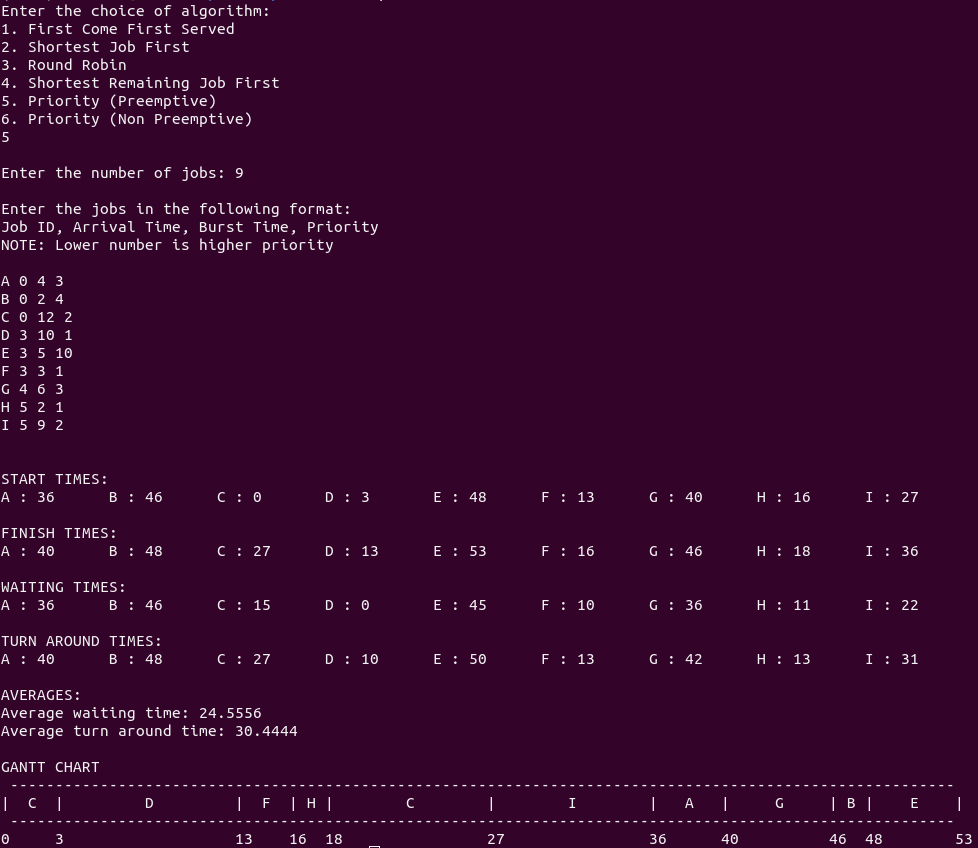 Enter the choice of algorithm:
1. First Come First Served
2. Shortest Job First
3. Round Robin
4. Shortest Remaining Job First
5. Priority (Preemptive)
6. Priority (Non Preemptive)
5
Enter the number of jobs: 9
Enter the jobs in the following format:
Job ID, Arrival Time, Burst Time, Priority
NOTE: Lower number is higher priority
A 0 4 3
B 0 2 4
C 0 12 2
D 3 10 1
E 3 5 10
F 3 3 1
G 4 6 3
H 5 2 1
I 5 9 2
START TIMES:
A : 36 B : 46 C : 0 D : 3 E : 48 F : 13 G : 40 H : 16 I : 27
FINISH TIMES:
A : 40 B : 48 C : 27 D : 13 E : 53 F : 16 G : 46 H : 18 I : 36
WAITING TIMES:
A : 36 B : 46 C : 15 D : 0 E : 45 F : 10 G : 36 H : 11 I : 22
TURN AROUND TIMES:
A : 40 B : 48 C : 27 D : 10 E : 50 F : 13 G : 42 H : 13 I : 31
AVERAGES:
Average waiting time: 24.5556
Average turn around time: 30.4444
GANTT CHART
| C | D | F | H | C | I | A | G | B | E |
0 3 13 16 18 27 36 40 46 48 53